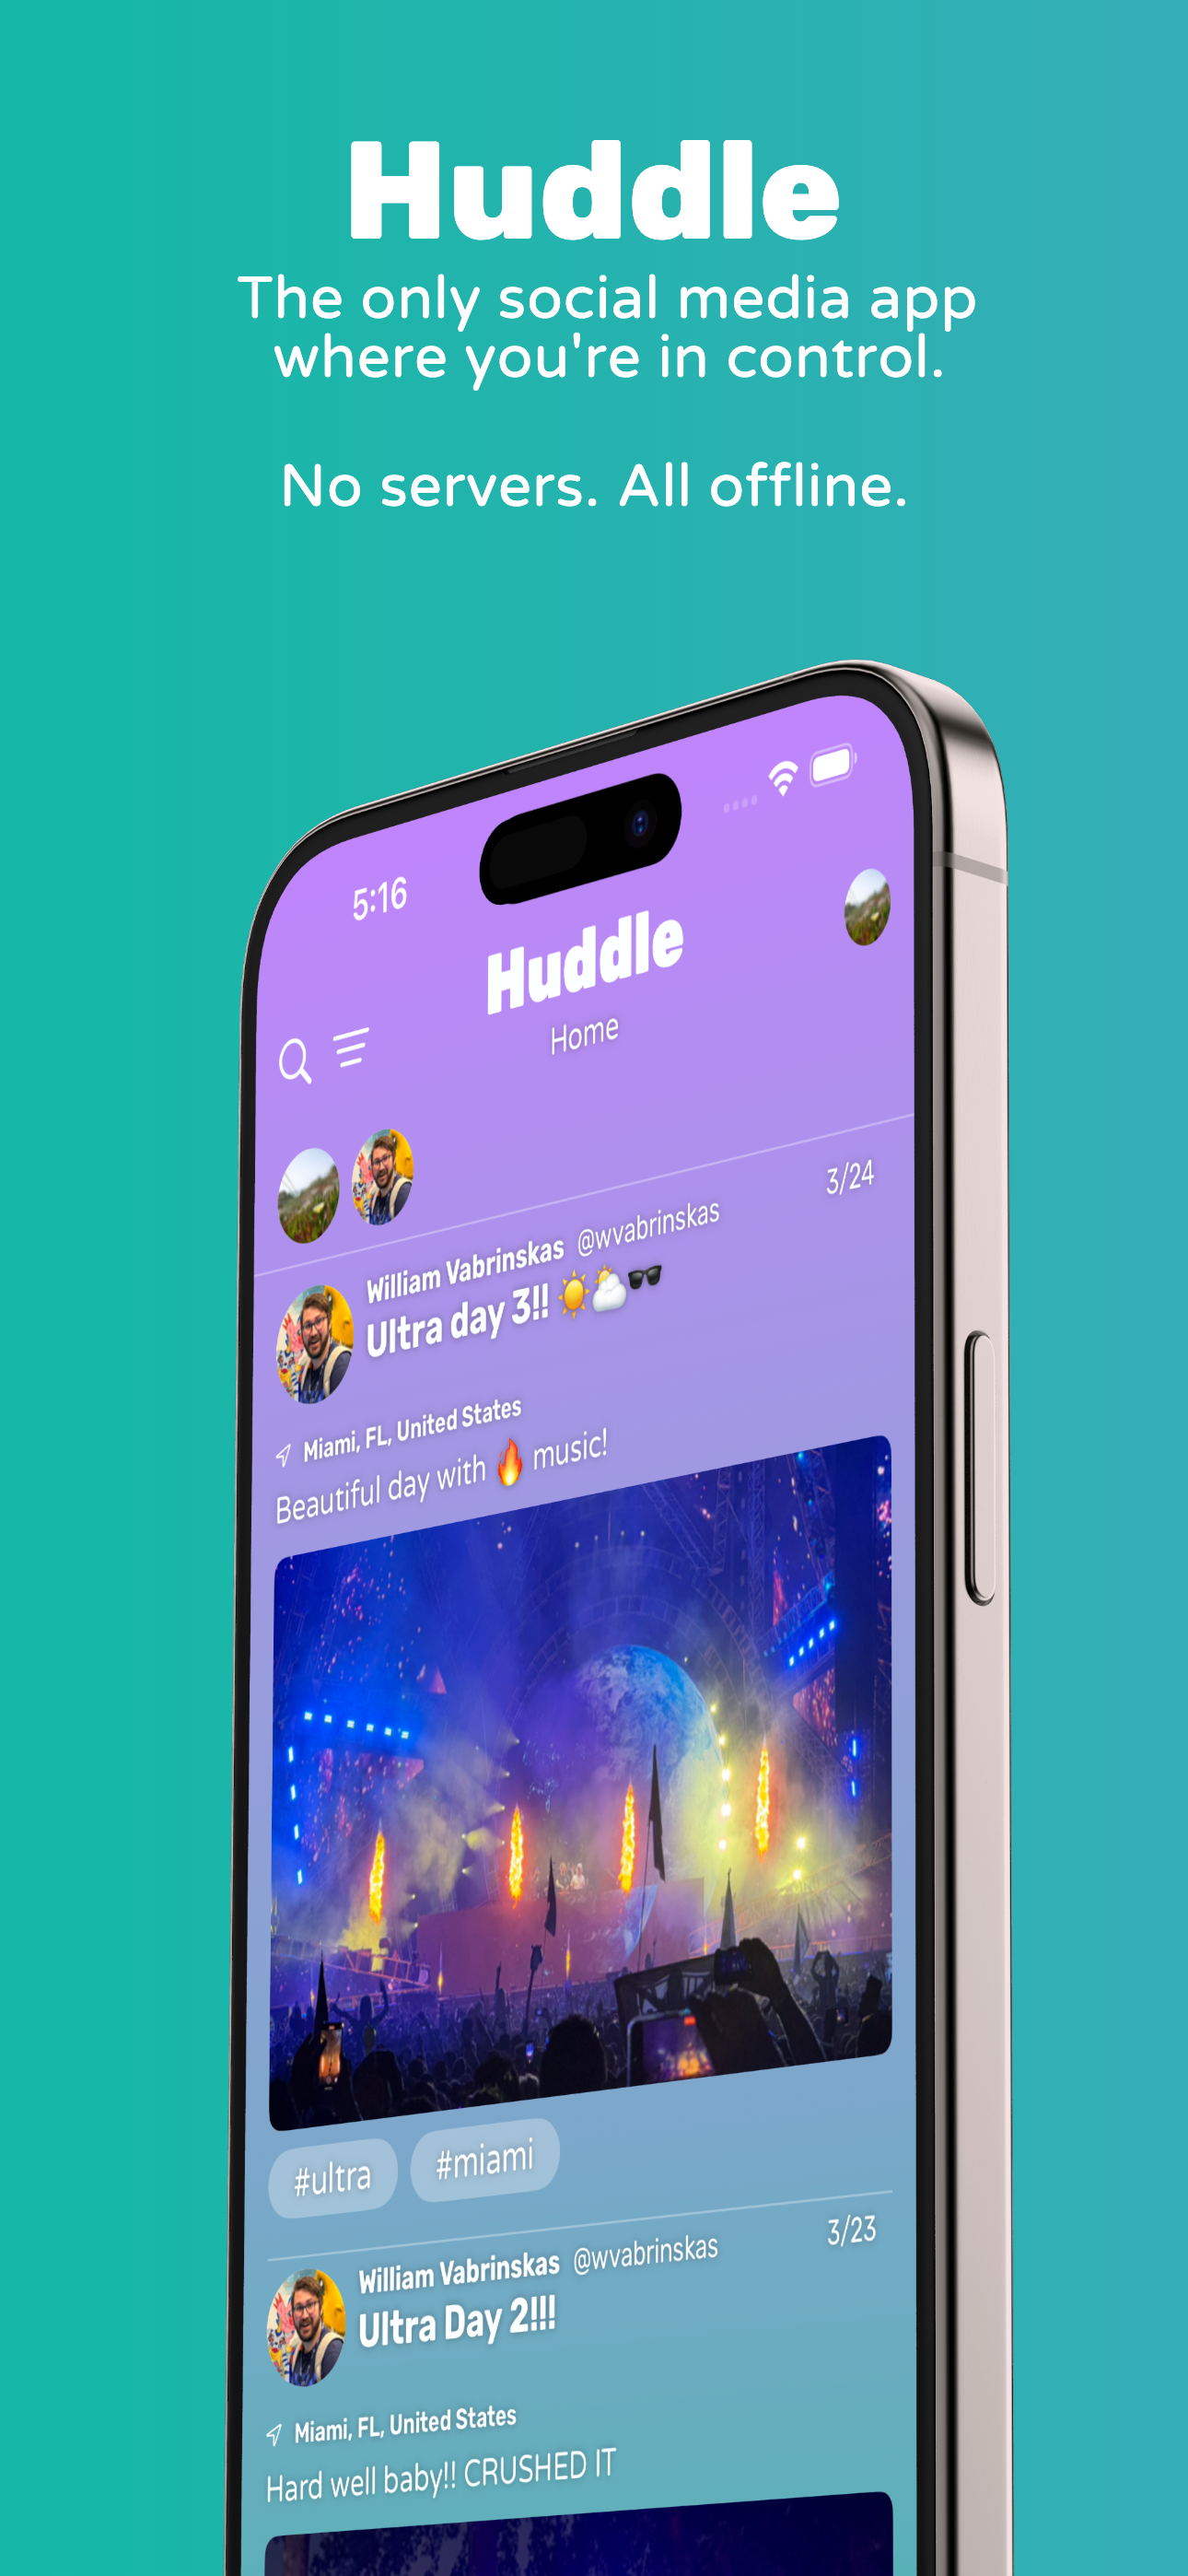 Huddle
The only social media app
where you're in control.
No servers. All offline.
5:16
Huddle
Home
3/24
William Vabrinskas @wvabrinskas
Ultra day 3!! ☀️🌥️🕶️
Miami, FL, United States
Beautiful day with 🔥 music!
#ultra #miami
3/23
William Vabrinskas @wvabrinskas
Ultra Day 2!!!
Miami, FL, United States
Hard well baby!! CRUSHED IT